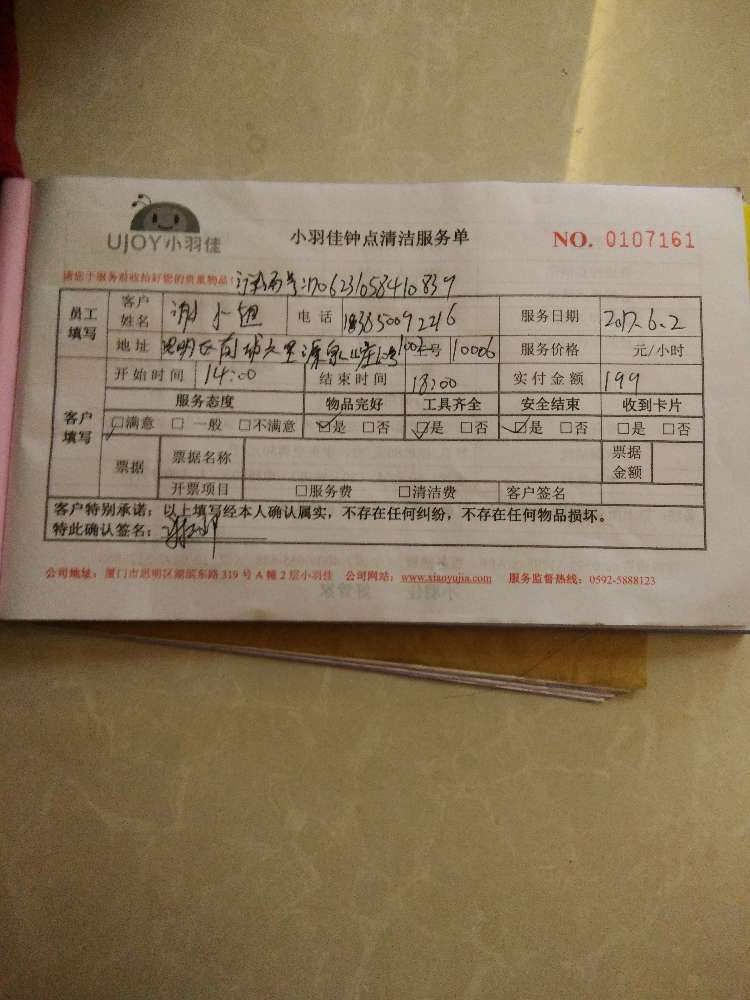 UJOY小羽佳
小羽佳钟点清洁服务单
NO. 0107161
请您于服务前收拾好您的贵重物品!
员工填写 客户姓名 谢小姐 电话 服务日期 2017.6.2
地址 10006 服务价格 元/小时
客户填写 开始时间 14:00 结束时间 18:00 实付金额 199
服务态度 物品完好 工具齐全 安全结束 收到卡片
□满意 □一般 □不满意 ☑是 □否 ☑是 □否 ☑是 □否 □是 □否
票据 票据名称 票据金额
开票项目 □服务费 □清洁费 客户签名
客户特别承诺:以上填写经本人确认属实,不存在任何纠纷,不存在任何物品损坏。
特此确认签名:
公司地址:厦门市思明区湖滨东路319号A幢2层小羽佳 公司网站:www.xiaoyujia.com 服务监督热线:0592-5888123